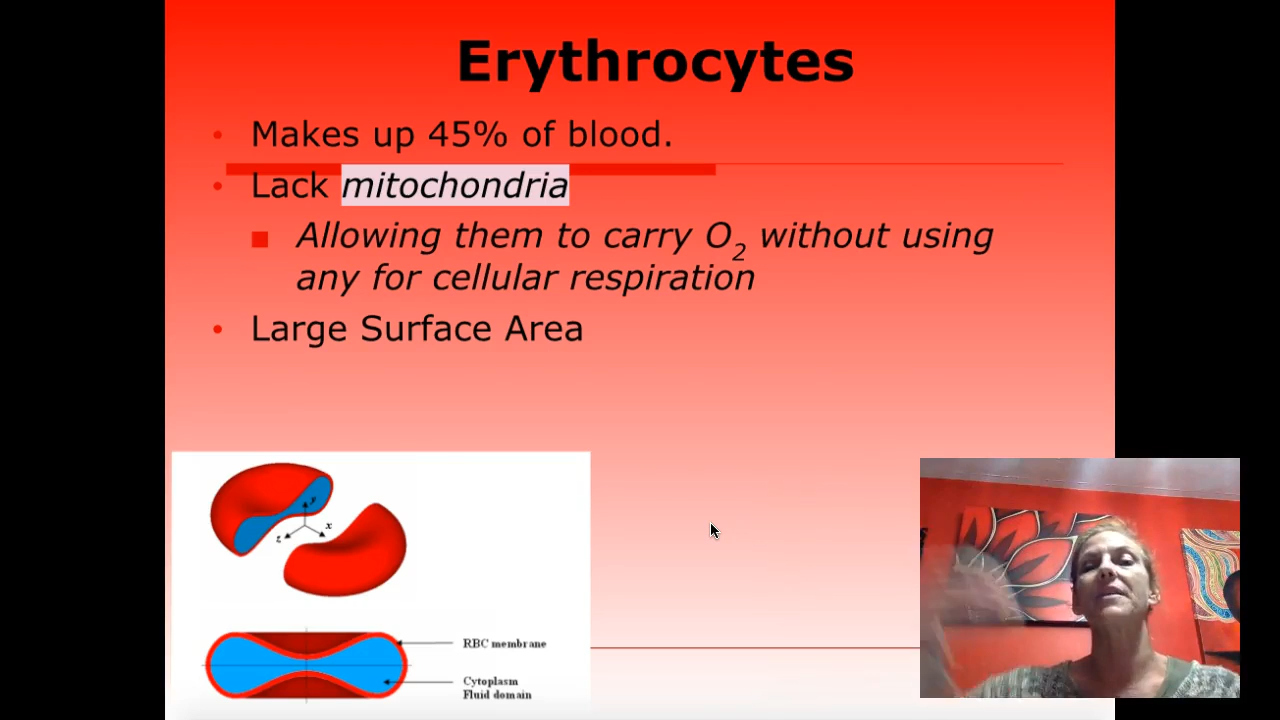 Erythrocytes
• Makes up 45% of blood.
• Lack mitochondria
■ Allowing them to carry O2 without using
any for cellular respiration
• Large Surface Area
y
x
z
RBC membrane
Cytoplasm
Fluid domain